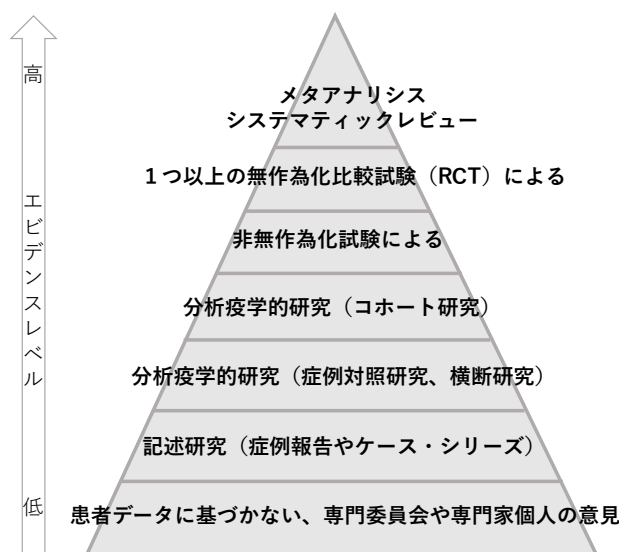 高
エビデンスレベル
低
メタアナリシス
システマティックレビュー
1つ以上の無作為化比較試験（RCT）による
非無作為化試験による
分析疫学的研究（コホート研究）
分析疫学的研究（症例対照研究、横断研究）
記述研究（症例報告やケース・シリーズ）
患者データに基づかない、専門委員会や専門家個人の意見